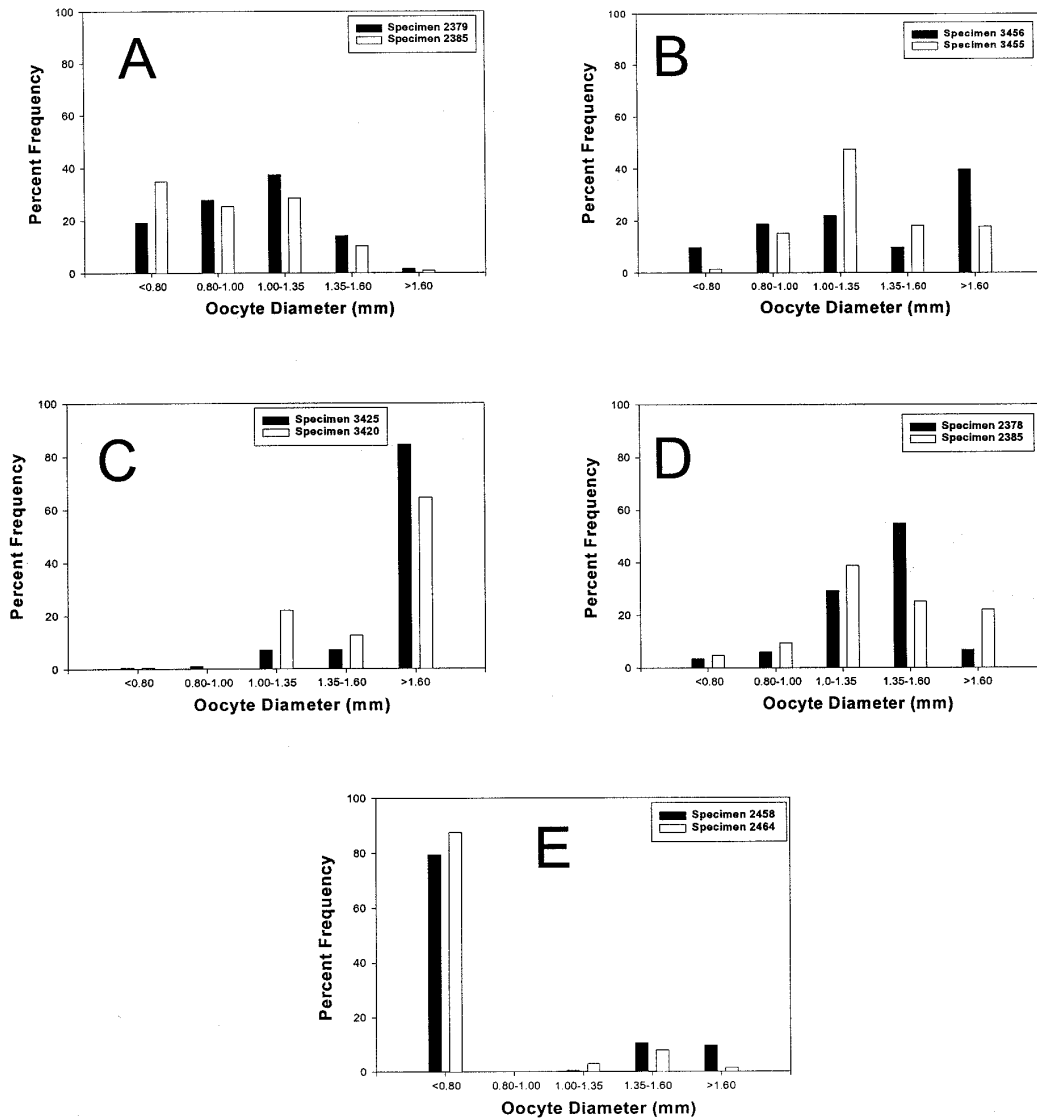 A
Specimen 2379
Specimen 2385
Percent Frequency
100
80
60
40
20
0
<0.80 0.80-1.00 1.00-1.35 1.35-1.60 >1.60
Oocyte Diameter (mm)
B
Specimen 3456
Specimen 3455
Percent Frequency
100
80
60
40
20
0
<0.80 0.80-1.00 1.00-1.35 1.35-1.60 >1.60
Oocyte Diameter (mm)
C
Specimen 3425
Specimen 3420
Percent Frequency
100
80
60
40
20
0
<0.80 0.80-1.00 1.00-1.35 1.35-1.60 >1.60
Oocyte Diameter (mm)
D
Specimen 2378
Specimen 2385
Percent Frequency
100
80
60
40
20
0
<0.80 0.80-1.00 1.0-1.35 1.35-1.60 >1.60
Oocyte Diameter (mm)
E
Specimen 2458
Specimen 2464
Percent Frequency
100
80
60
40
20
0
<0.80 0.80-1.00 1.00-1.35 1.35-1.60 >1.60
Oocyte Diameter (mm)